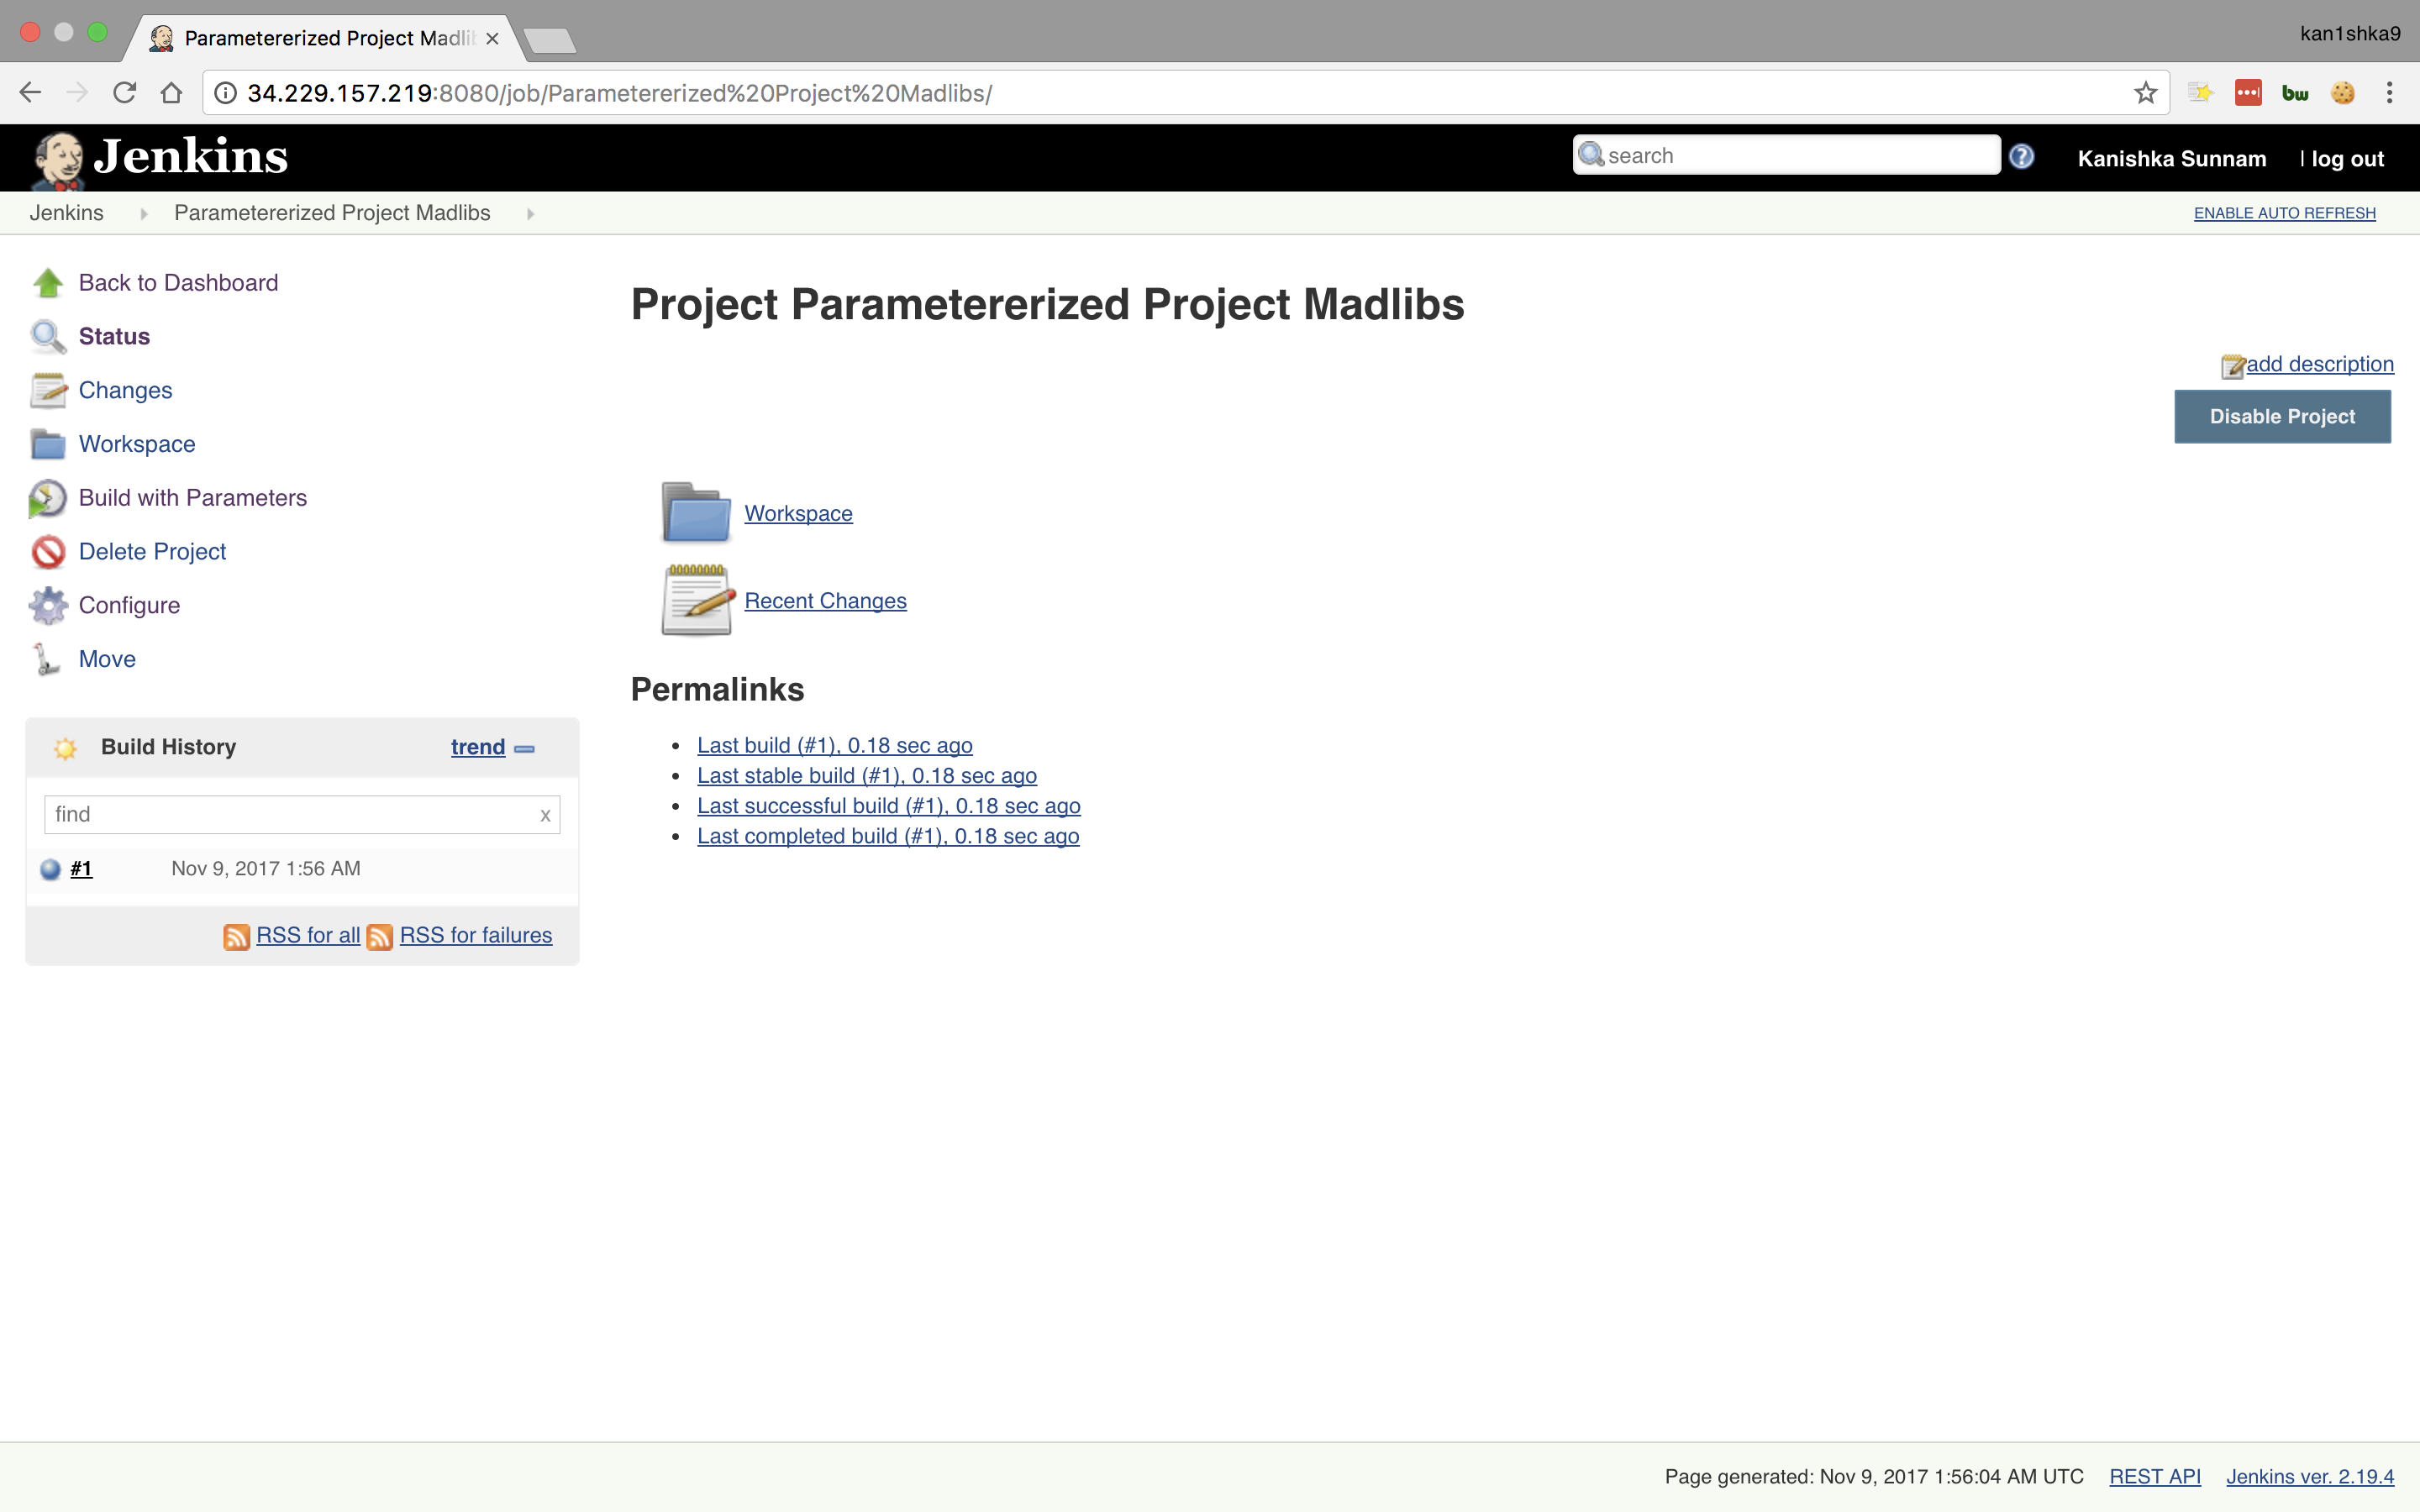 Parametererized Project Madli
kan1shka9
34.229.157.219:8080/job/Parametererized%20Project%20Madlibs/
bw
Jenkins
search
Kanishka Sunnam
| log out
Jenkins
Parametererized Project Madlibs
ENABLE AUTO REFRESH
Back to Dashboard
Status
Changes
Workspace
Build with Parameters
Delete Project
Configure
Move
Build History
trend
find
x
#1
Nov 9, 2017 1:56 AM
RSS for all
RSS for failures
Project Parametererized Project Madlibs
add description
Disable Project
Workspace
Recent Changes
Permalinks
Last build (#1), 0.18 sec ago
Last stable build (#1), 0.18 sec ago
Last successful build (#1), 0.18 sec ago
Last completed build (#1), 0.18 sec ago
Page generated: Nov 9, 2017 1:56:04 AM UTC
REST API
Jenkins ver. 2.19.4